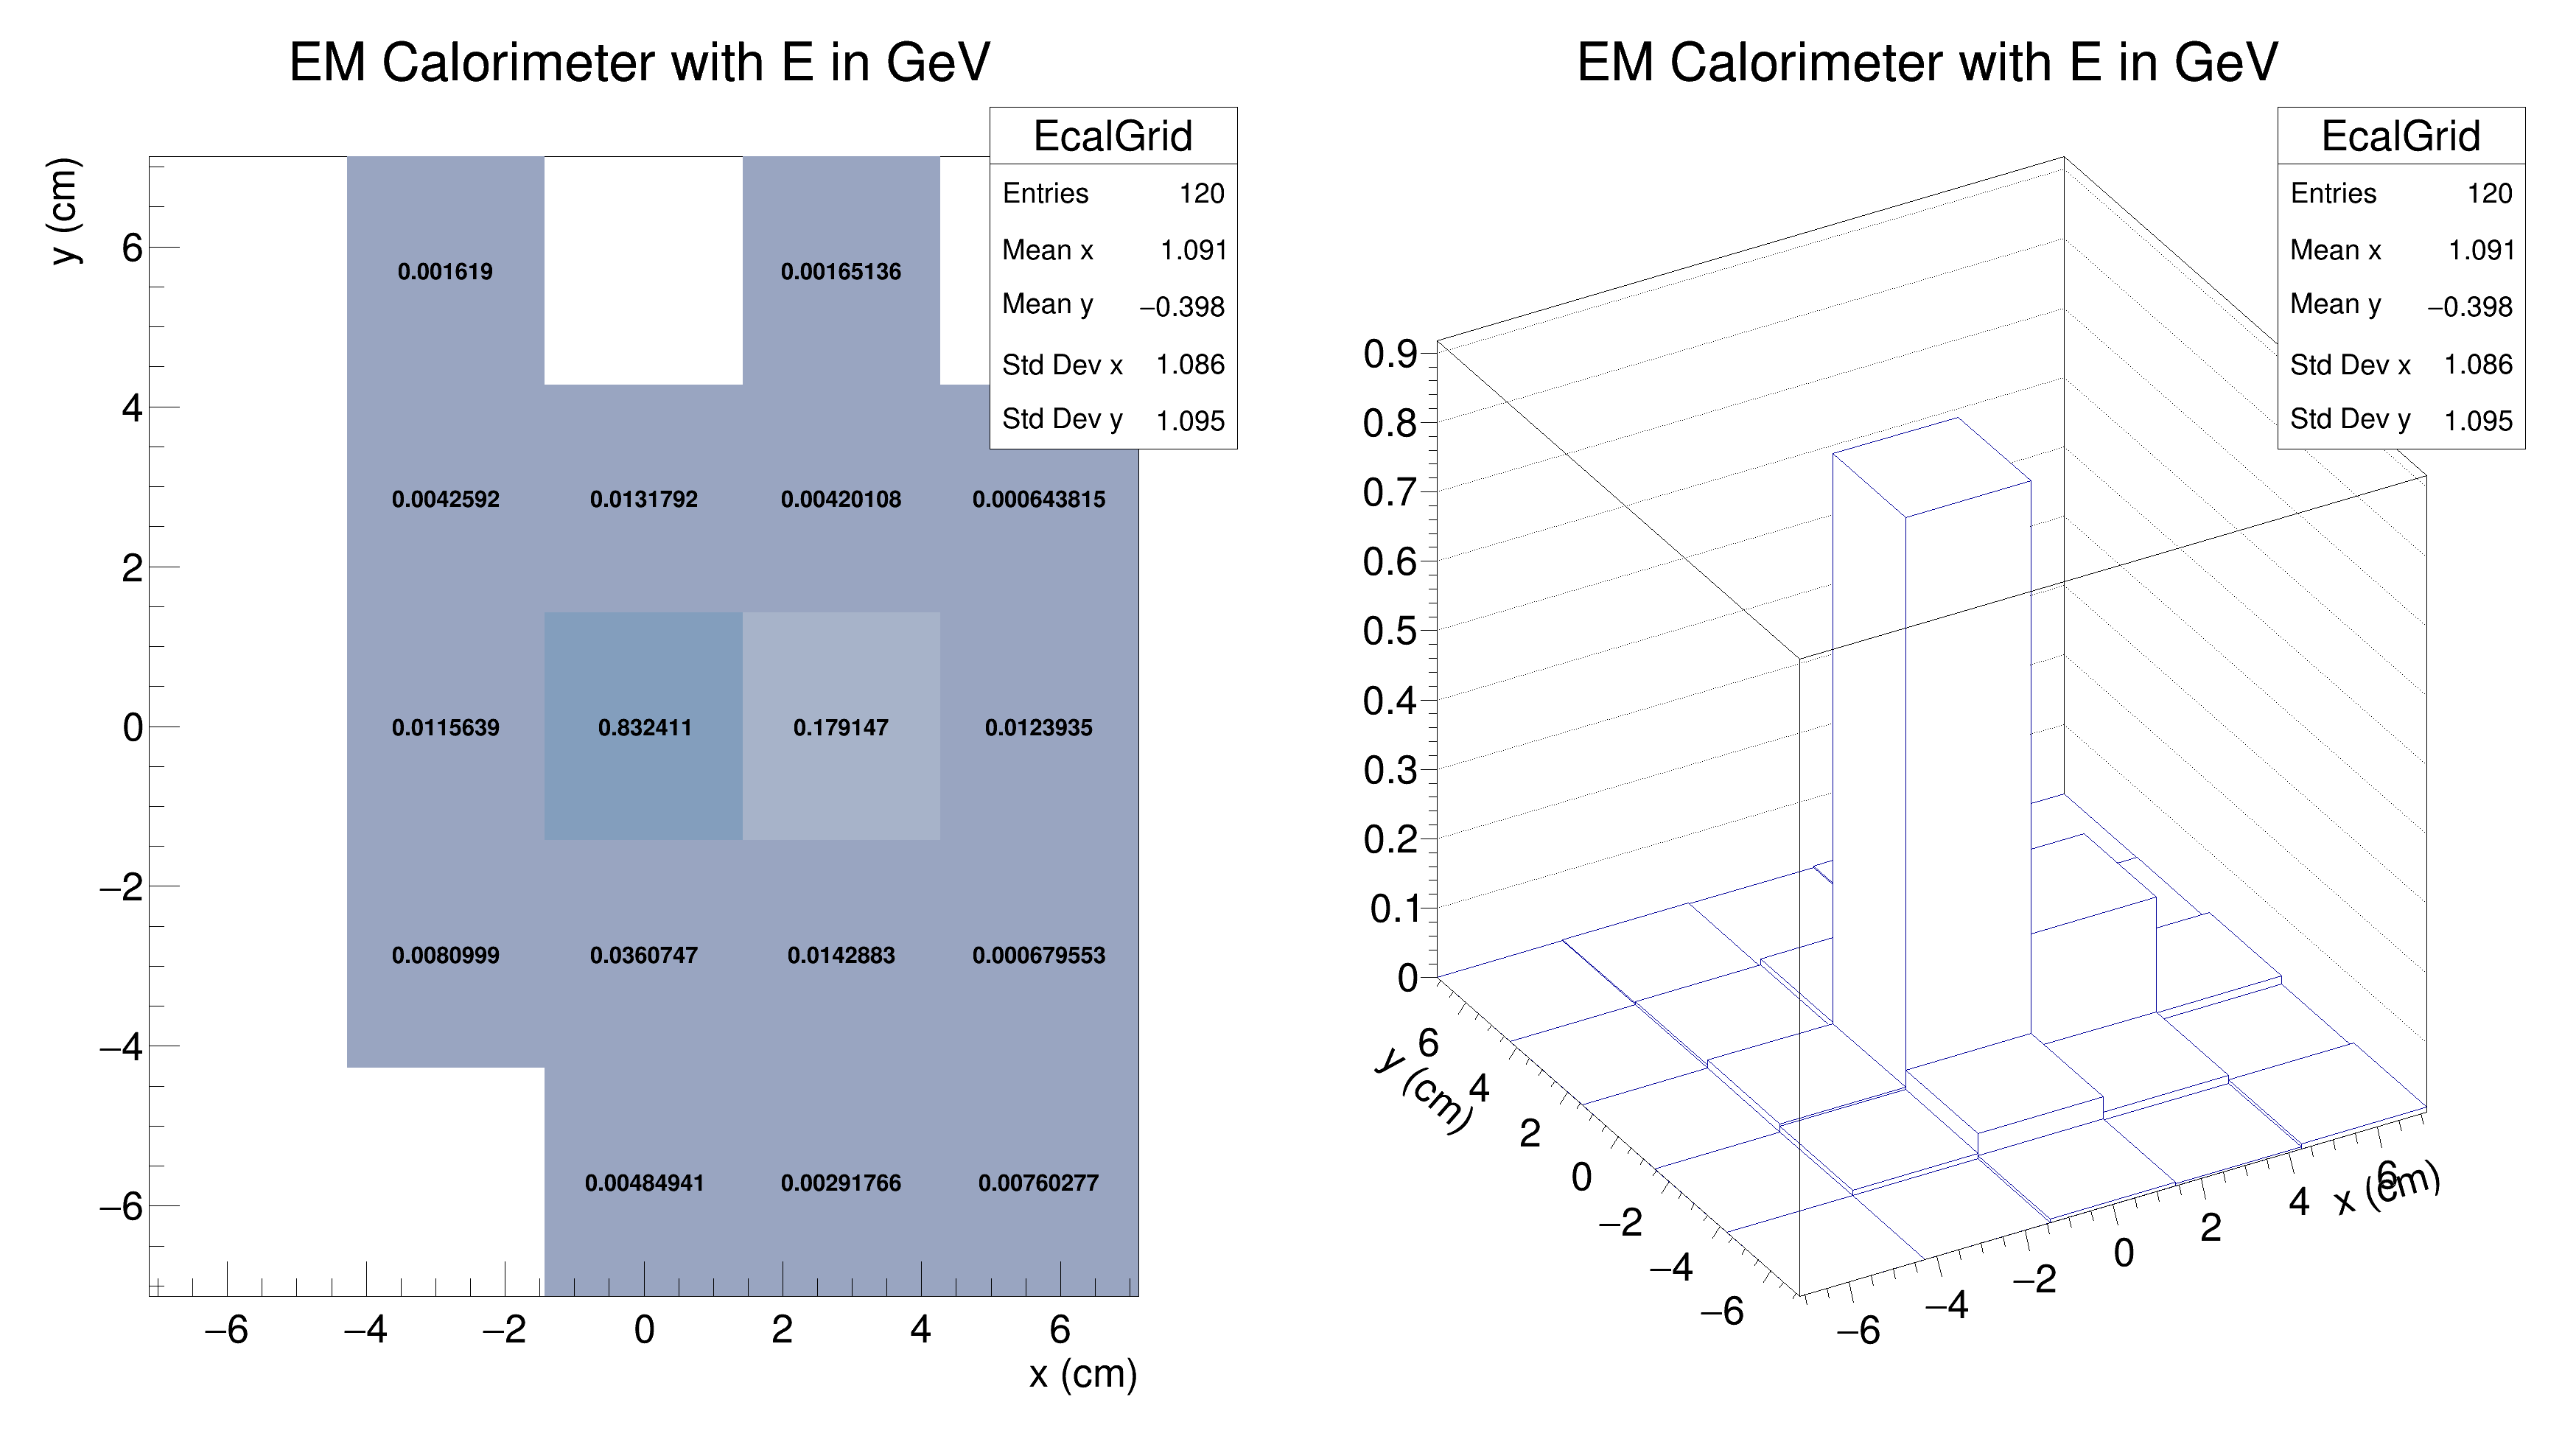 EM Calorimeter with E in GeV
EcalGrid
Entries 120
Mean x 1.091
Mean y −0.398
Std Dev x 1.086
Std Dev y 1.095
y (cm)
6
4
2
0
−2
−4
−6
0.001619 0.00165136
0.0042592 0.0131792 0.00420108 0.000643815
0.0115639 0.832411 0.179147 0.0123935
0.0080999 0.0360747 0.0142883 0.000679553
0.00484941 0.00291766 0.00760277
−6 −4 −2 0 2 4 6
x (cm)
EM Calorimeter with E in GeV
EcalGrid
Entries 120
Mean x 1.091
Mean y −0.398
Std Dev x 1.086
Std Dev y 1.095
0.9
0.8
0.7
0.6
0.5
0.4
0.3
0.2
0.1
0
y (cm)
6
4
2
0
−2
−4
−6
−6 −4 −2 0 2 4 6
x (cm)